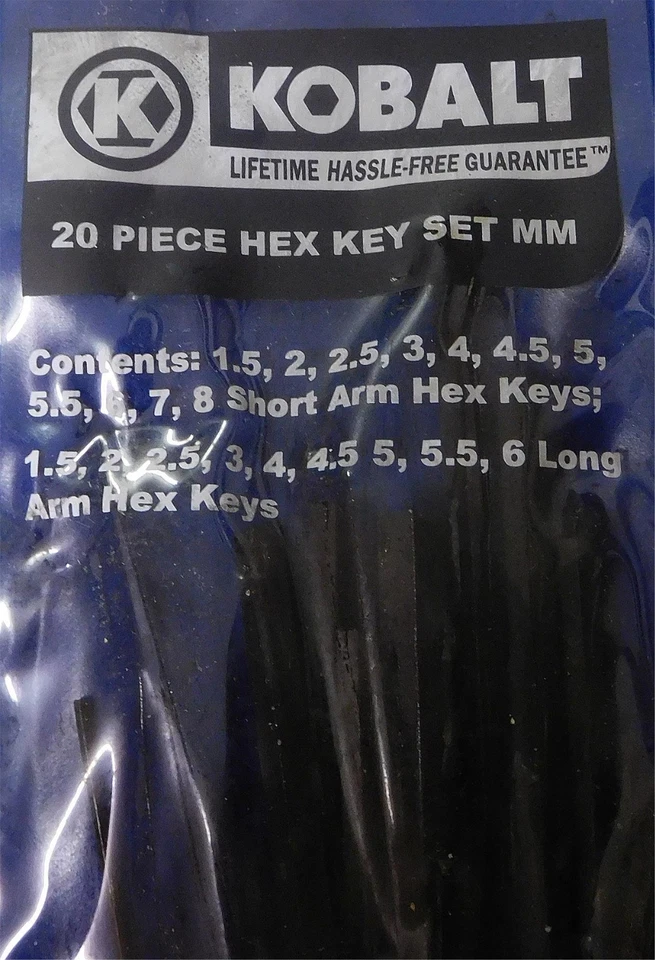 K
KOBALT
LIFETIME HASSLE-FREE GUARANTEE™
20 PIECE HEX KEY SET MM
Contents: 1.5, 2, 2.5, 3, 4, 4.5, 5,
5.5, 6, 7, 8 Short Arm Hex Keys;
1.5, 2, 2.5, 3, 4, 4.5 5, 5.5, 6 Long
Arm Hex Keys